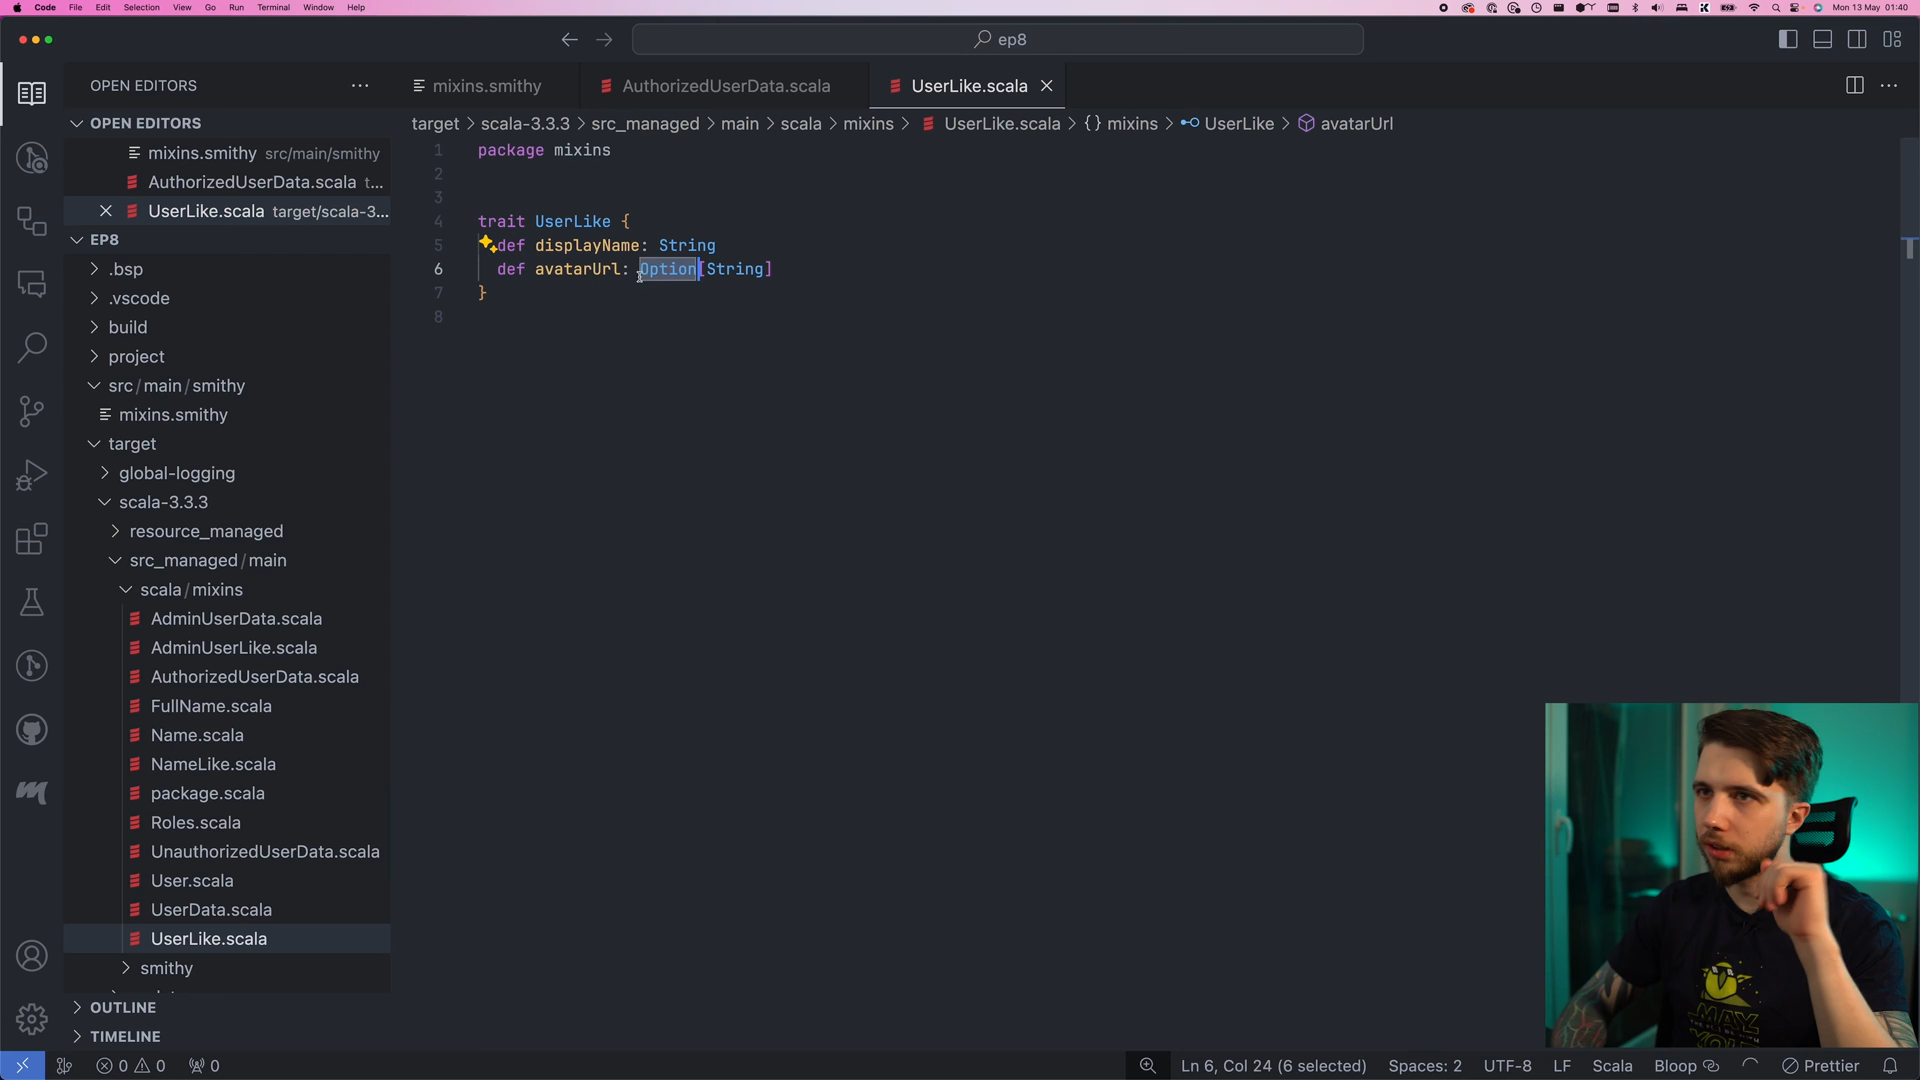 Code File Edit Selection View Go Run Terminal Window Help
Mon 13 May 01:40
ep8
OPEN EDITORS
mixins.smithy
AuthorizedUserData.scala
UserLike.scala
OPEN EDITORS
mixins.smithy src/main/smithy
AuthorizedUserData.scala t...
UserLike.scala target/scala-3...
EP8
.bsp
.vscode
build
project
src/main/smithy
mixins.smithy
target
global-logging
scala-3.3.3
resource_managed
src_managed/main
scala/mixins
AdminUserData.scala
AdminUserLike.scala
AuthorizedUserData.scala
FullName.scala
Name.scala
NameLike.scala
package.scala
Roles.scala
UnauthorizedUserData.scala
User.scala
UserData.scala
UserLike.scala
smithy
OUTLINE
TIMELINE
target > scala-3.3.3 > src_managed > main > scala > mixins > UserLike.scala > {} mixins > UserLike > avatarUrl
1 package mixins
2
3
4 trait UserLike {
5 def displayName: String
6 def avatarUrl: Option[String]
7 }
8
MAY
0 0 0
Ln 6, Col 24 (6 selected) Spaces: 2 UTF-8 LF Scala Bloop Prettier